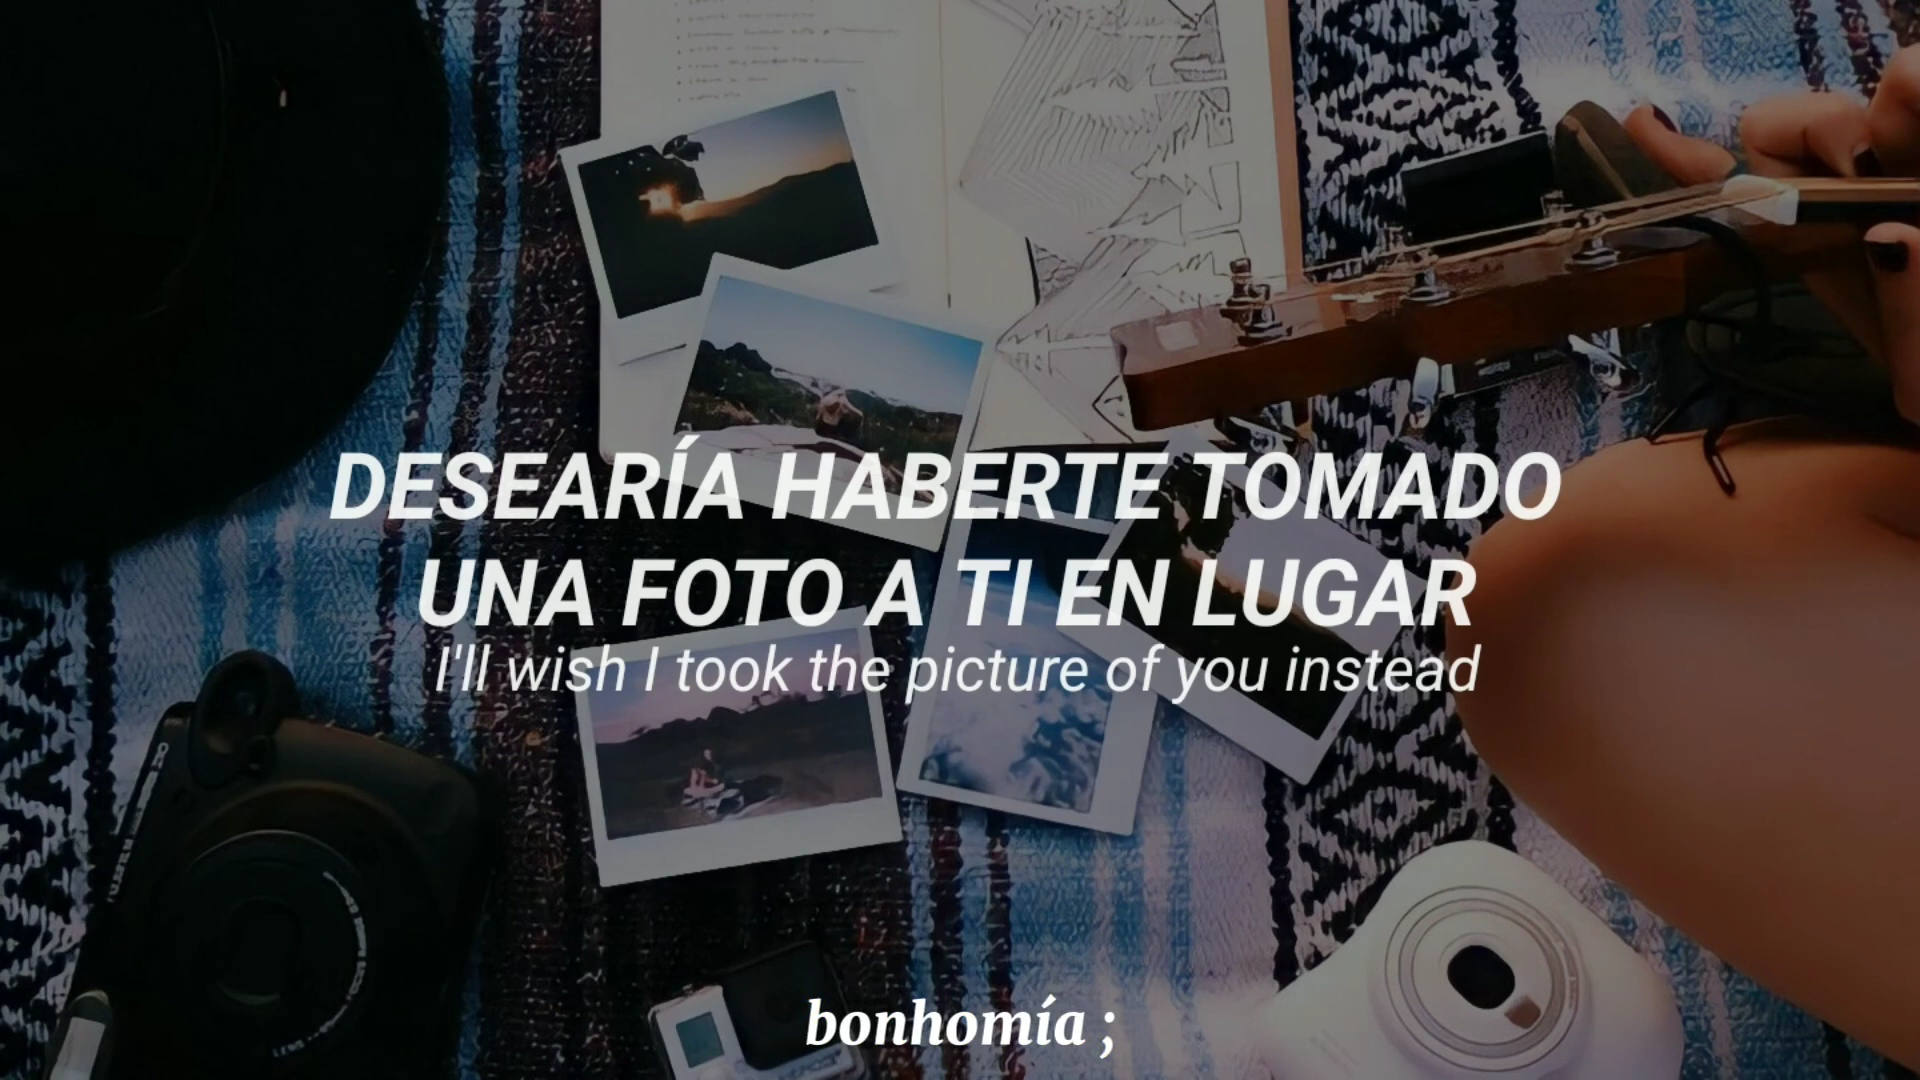 DESEARÍA HABERTE TOMADO
UNA FOTO A TI EN LUGAR
I'll wish I took the picture of you instead
bonhomía ;